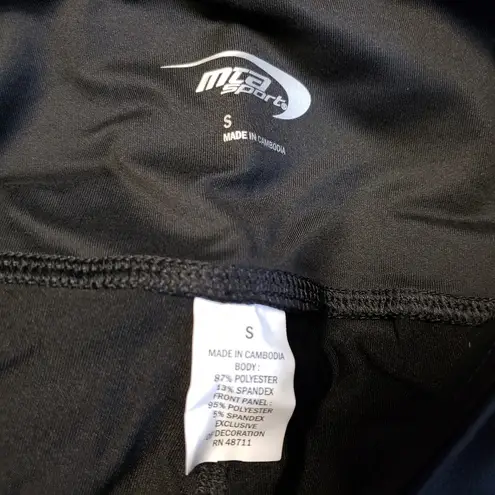 mta
sport®
S
MADE IN CAMBODIA
S
MADE IN CAMBODIA
BODY:
87% POLYESTER
13% SPANDEX
FRONT PANEL:
95% POLYESTER
5% SPANDEX
EXCLUSIVE
OF DECORATION
RN 48711